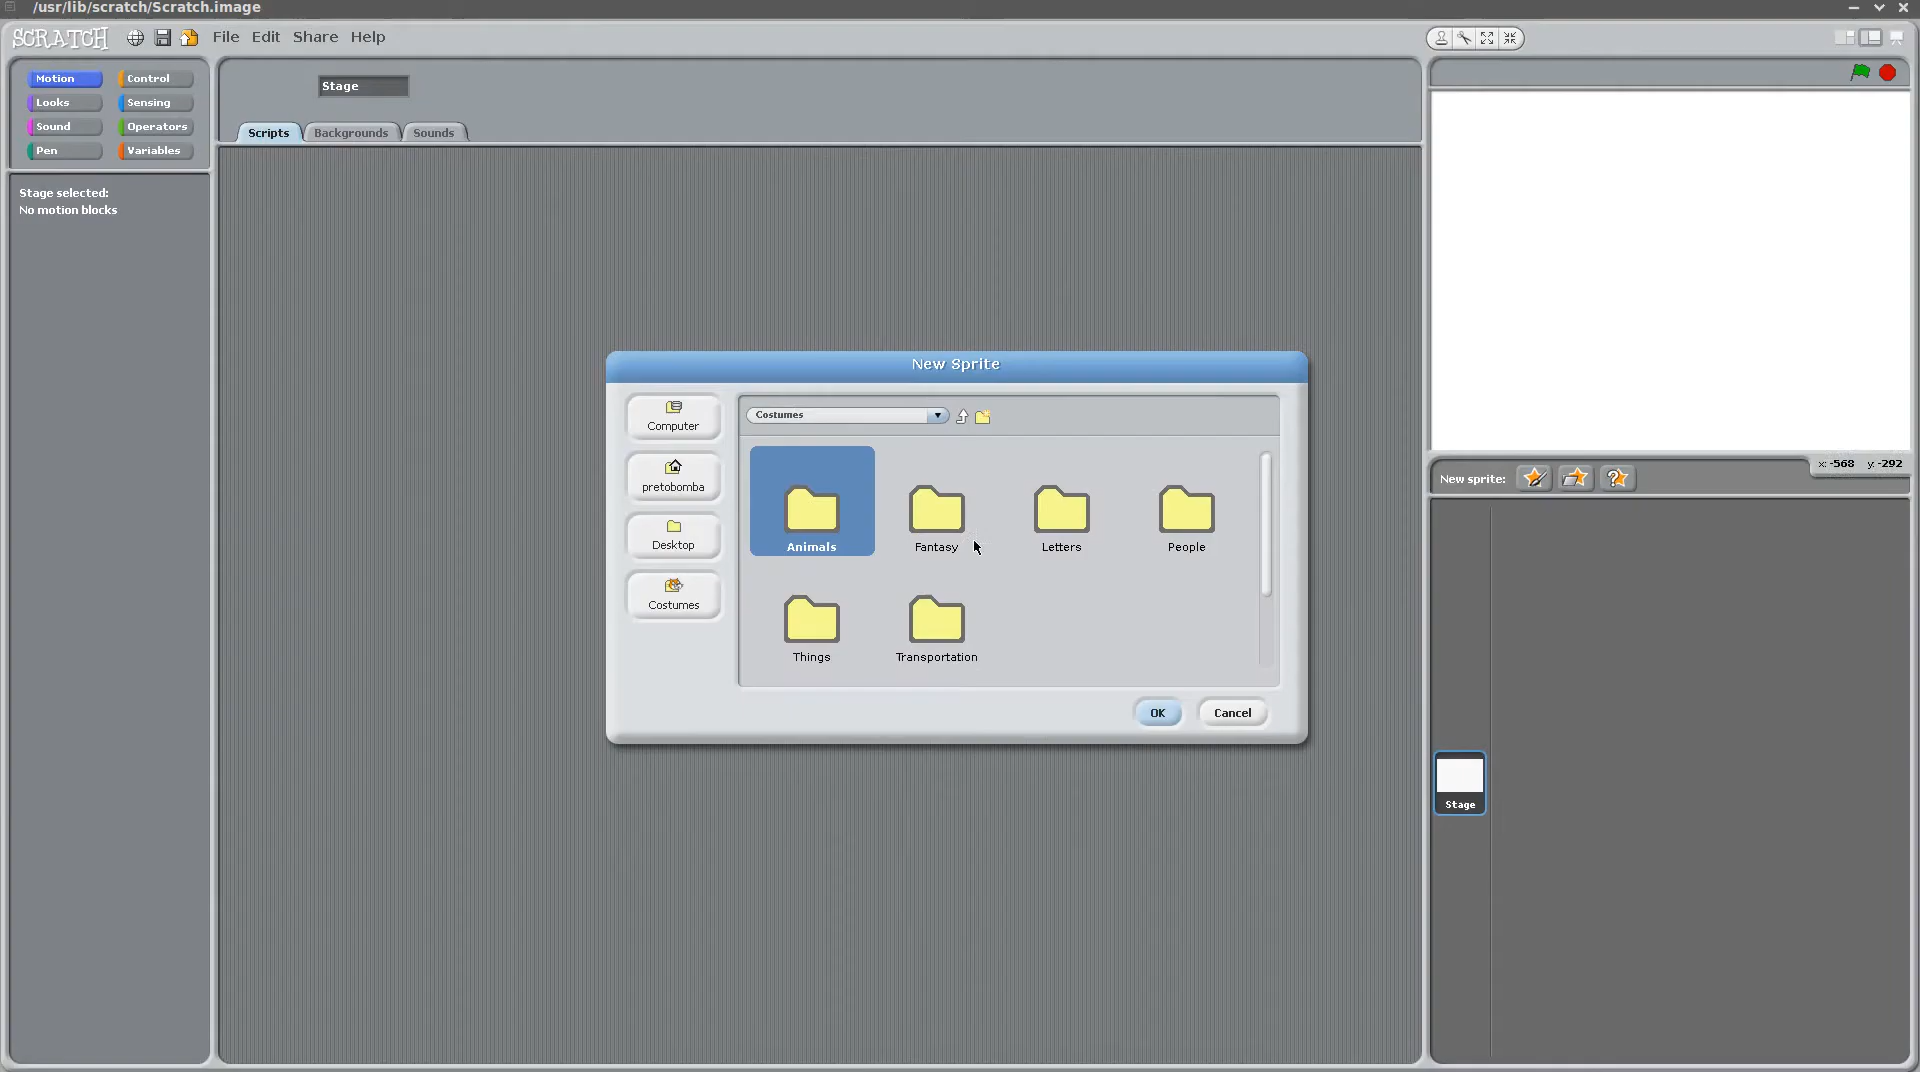 /usr/lib/scratch/Scratch.image
SCRATCH File Edit Share Help
Motion Control
Looks Sensing
Sound Operators
Pen Variables
Stage selected:
No motion blocks
Stage
Scripts Backgrounds Sounds
New Sprite
Computer
pretobomba
Desktop
Costumes
Costumes
Animals Fantasy Letters People
Things Transportation
OK Cancel
x: -568 y: -292
New sprite:
Stage